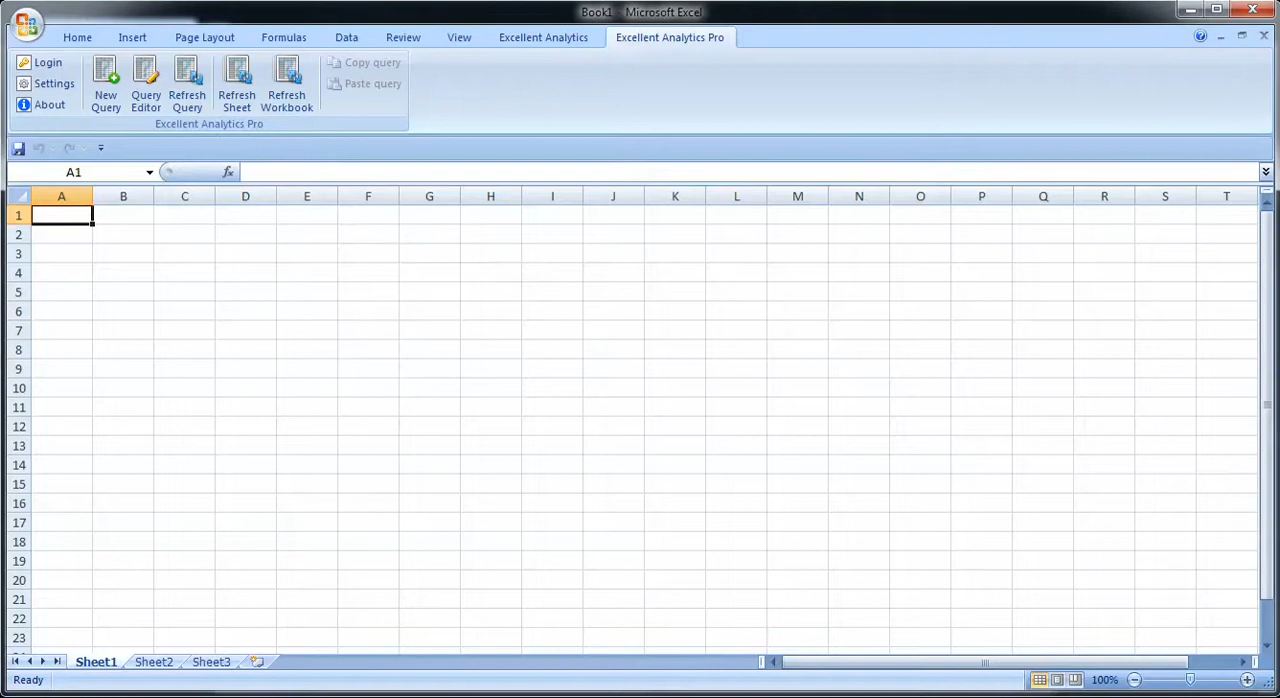 Book1 - Microsoft Excel
Home Insert Page Layout Formulas Data Review View Excellent Analytics Excellent Analytics Pro
Login
Settings
About
New Query
Query Editor
Refresh Query
Refresh Sheet
Refresh Workbook
Copy query
Paste query
Excellent Analytics Pro
A1 fx
A B C D E F G H I J K L M N O P Q R S T
1
2
3
4
5
6
7
8
9
10
11
12
13
14
15
16
17
18
19
20
21
22
23
Sheet1 Sheet2 Sheet3
Ready 100%